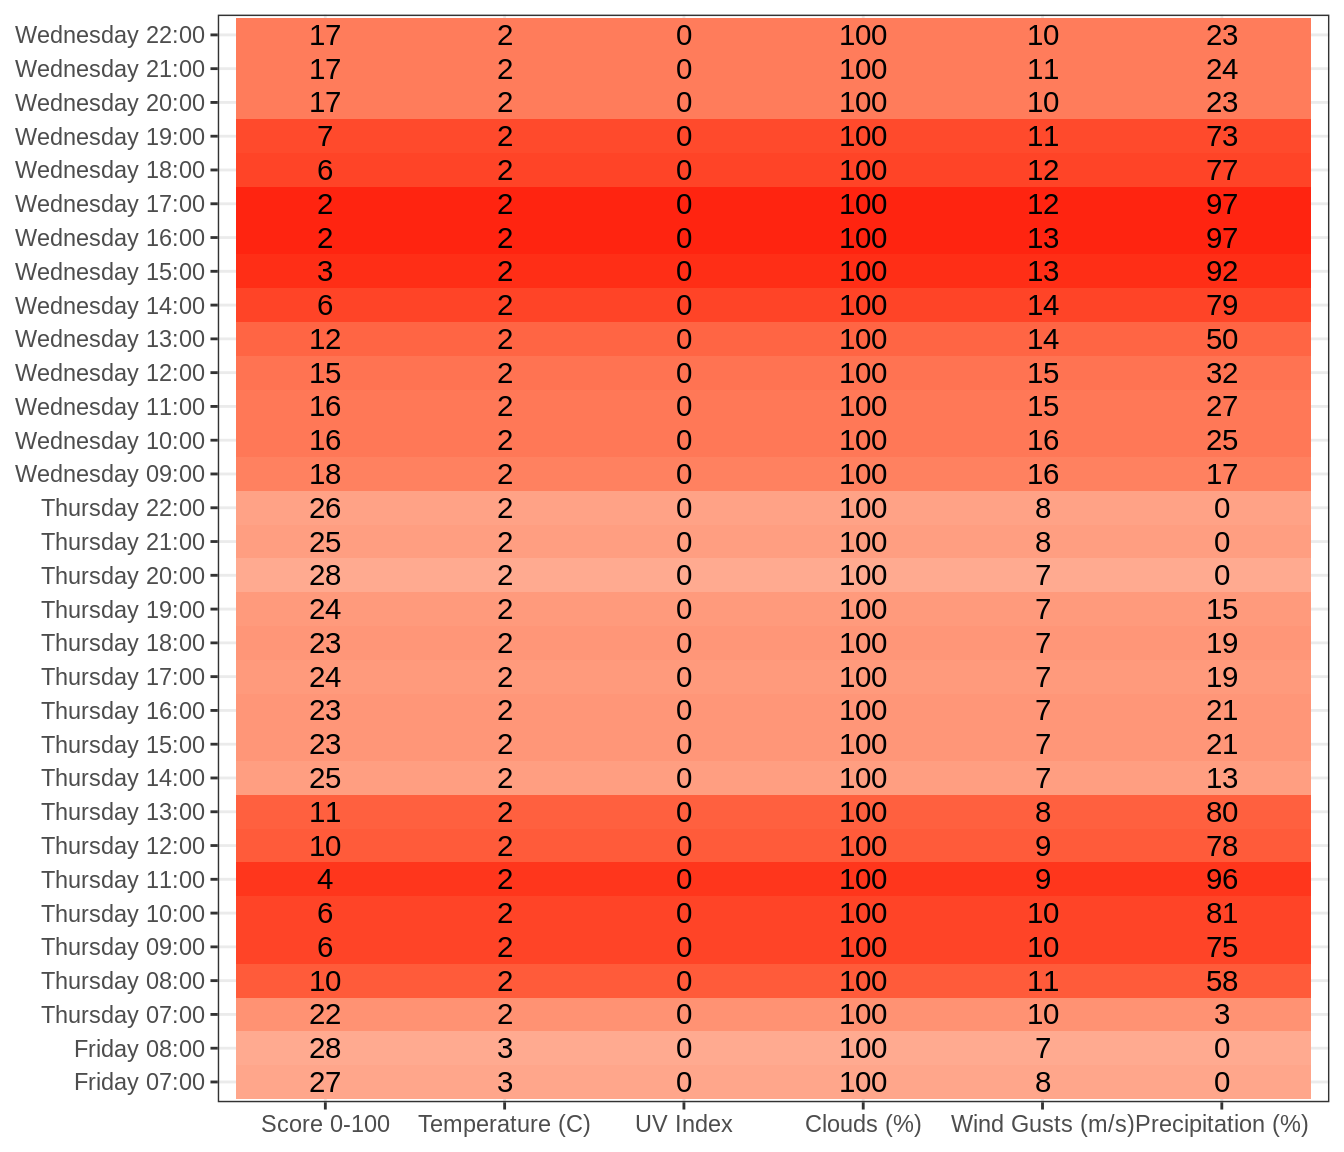 Wednesday 22:00 17 2 0 100 10 23
Wednesday 21:00 17 2 0 100 11 24
Wednesday 20:00 17 2 0 100 10 23
Wednesday 19:00 7 2 0 100 11 73
Wednesday 18:00 6 2 0 100 12 77
Wednesday 17:00 2 2 0 100 12 97
Wednesday 16:00 2 2 0 100 13 97
Wednesday 15:00 3 2 0 100 13 92
Wednesday 14:00 6 2 0 100 14 79
Wednesday 13:00 12 2 0 100 14 50
Wednesday 12:00 15 2 0 100 15 32
Wednesday 11:00 16 2 0 100 15 27
Wednesday 10:00 16 2 0 100 16 25
Wednesday 09:00 18 2 0 100 16 17
Thursday 22:00 26 2 0 100 8 0
Thursday 21:00 25 2 0 100 8 0
Thursday 20:00 28 2 0 100 7 0
Thursday 19:00 24 2 0 100 7 15
Thursday 18:00 23 2 0 100 7 19
Thursday 17:00 24 2 0 100 7 19
Thursday 16:00 23 2 0 100 7 21
Thursday 15:00 23 2 0 100 7 21
Thursday 14:00 25 2 0 100 7 13
Thursday 13:00 11 2 0 100 8 80
Thursday 12:00 10 2 0 100 9 78
Thursday 11:00 4 2 0 100 9 96
Thursday 10:00 6 2 0 100 10 81
Thursday 09:00 6 2 0 100 10 75
Thursday 08:00 10 2 0 100 11 58
Thursday 07:00 22 2 0 100 10 3
Friday 08:00 28 3 0 100 7 0
Friday 07:00 27 3 0 100 8 0
Score 0-100 Temperature (C) UV Index Clouds (%) Wind Gusts (m/s) Precipitation (%)